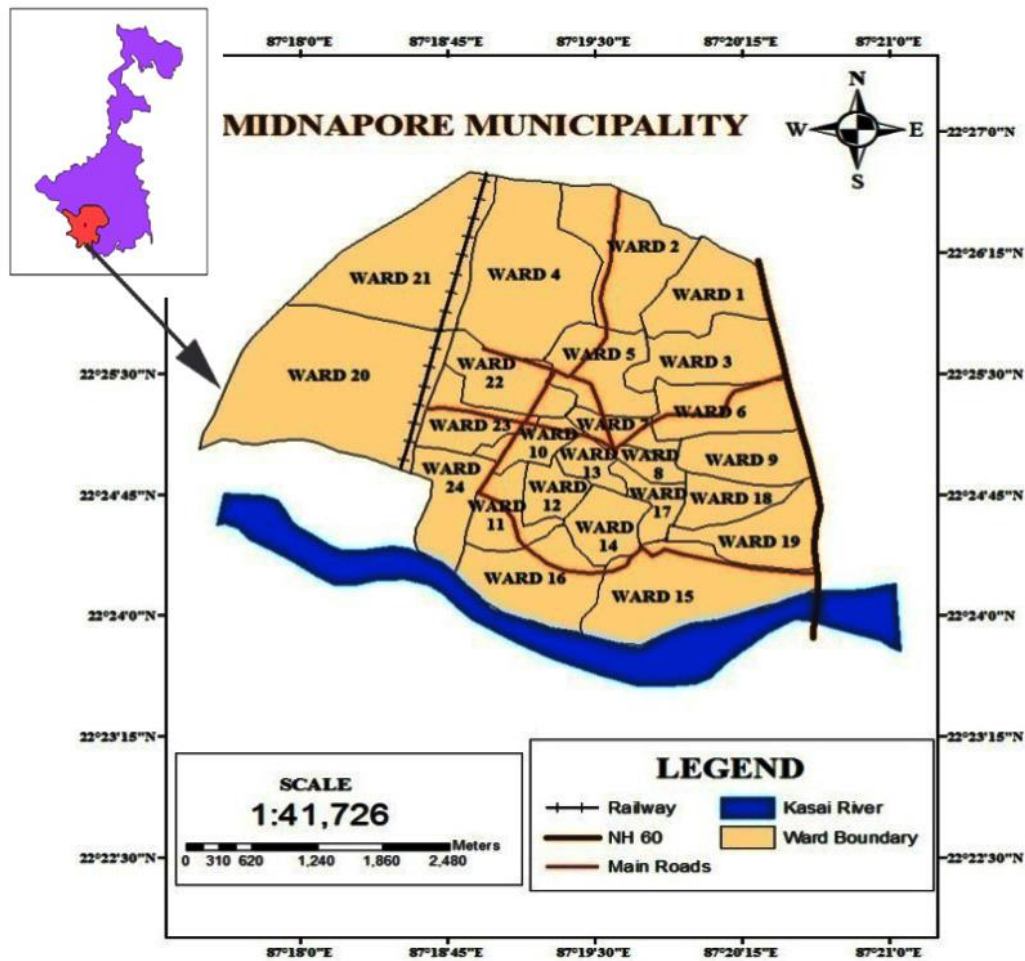 87°18'0"E 87°18'45"E 87°19'30"E 87°20'15"E 87°21'0"E
MIDNAPORE MUNICIPALITY
N
W E
S
22°27'0"N
22°26'15"N 22°26'15"N
22°25'30"N 22°25'30"N
22°24'45"N 22°24'45"N
22°24'0"N 22°24'0"N
22°23'15"N 22°23'15"N
22°22'30"N 22°22'30"N
WARD 2
WARD 21
WARD 4
WARD 1
WARD 5
WARD 3
WARD 20
WARD
22
WARD 6
WARD 23
WARD 7
WARD
10
WARD
13
WARD
8
WARD 9
WARD
24
WARD
12
WARD
17
WARD 18
WARD
11
WARD
14
WARD 19
WARD 16
WARD 15
SCALE
1:41,726
Meters
0 310 620 1,240 1,860 2,480
LEGEND
Railway
Kasai River
NH 60
Ward Boundary
Main Roads
87°18'0"E 87°18'45"E 87°19'30"E 87°20'15"E 87°21'0"E